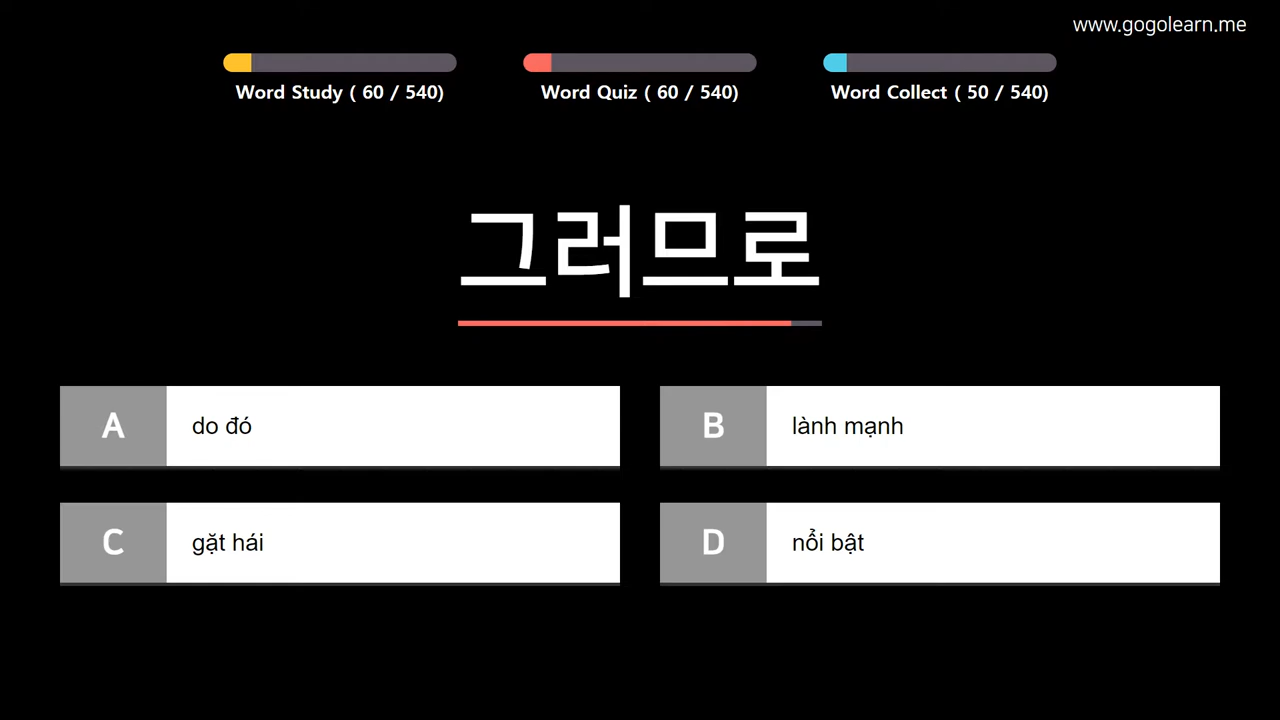 www.gogolearn.me
Word Study ( 60 / 540)
Word Quiz ( 60 / 540)
Word Collect ( 50 / 540)
그러므로
A do đó
B lành mạnh
C gặt hái
D nổi bật